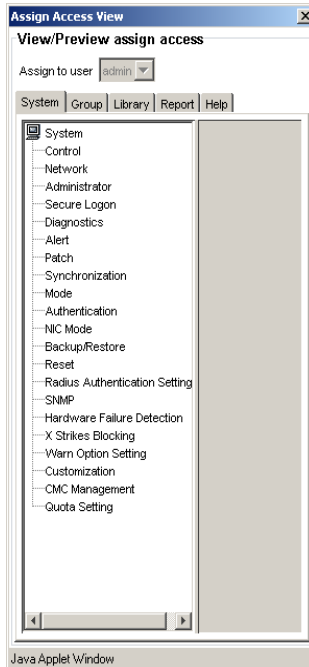 Assign Access View
View/Preview assign access
Assign to user admin
System Group Library Report Help
System
Control
Network
Administrator
Secure Logon
Diagnostics
Alert
Patch
Synchronization
Mode
Authentication
NIC Mode
Backup/Restore
Reset
Radius Authentication Setting
SNMP
Hardware Failure Detection
X Strikes Blocking
Warn Option Setting
Customization
CMC Management
Quota Setting
Java Applet Window